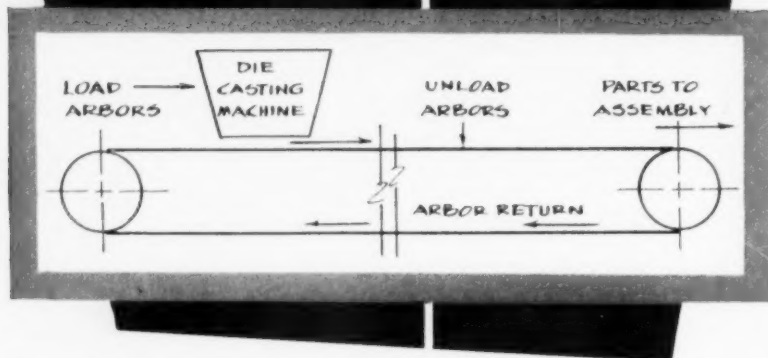 LOAD
ARBORS
DIE
CASTING
MACHINE
UNLOAD
ARBORS
PARTS TO
ASSEMBLY
ARBOR RETURN